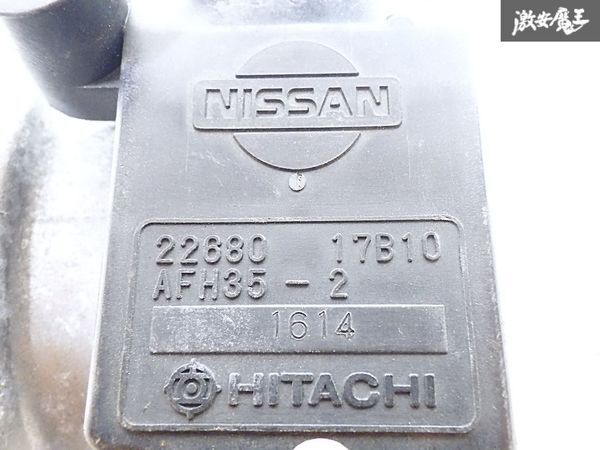 激安魔王
NISSAN
22680 17B10
AFH35-2
1614
HITACHI